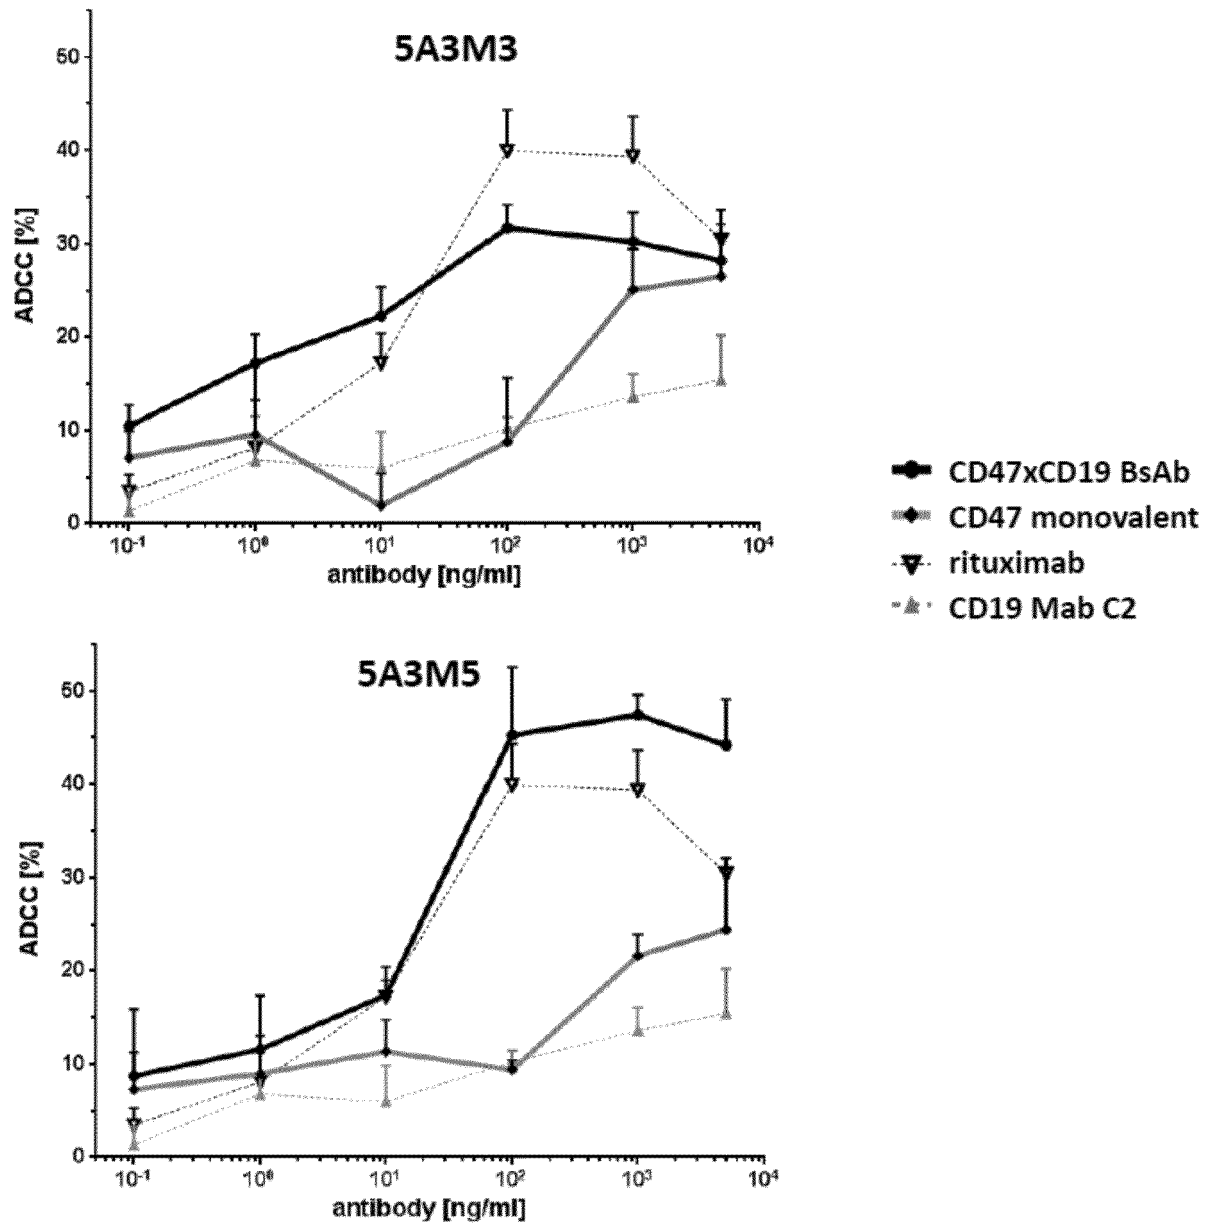 5A3M3
50
40
30
20
10
0
ADCC [%]
10⁻¹ 10⁰ 10¹ 10² 10³ 10⁴
antibody [ng/ml]
CD47xCD19 BsAb
CD47 monovalent
rituximab
CD19 Mab C2
5A3M5
50
40
30
20
10
0
ADCC [%]
10⁻¹ 10⁰ 10¹ 10² 10³ 10⁴
antibody [ng/ml]